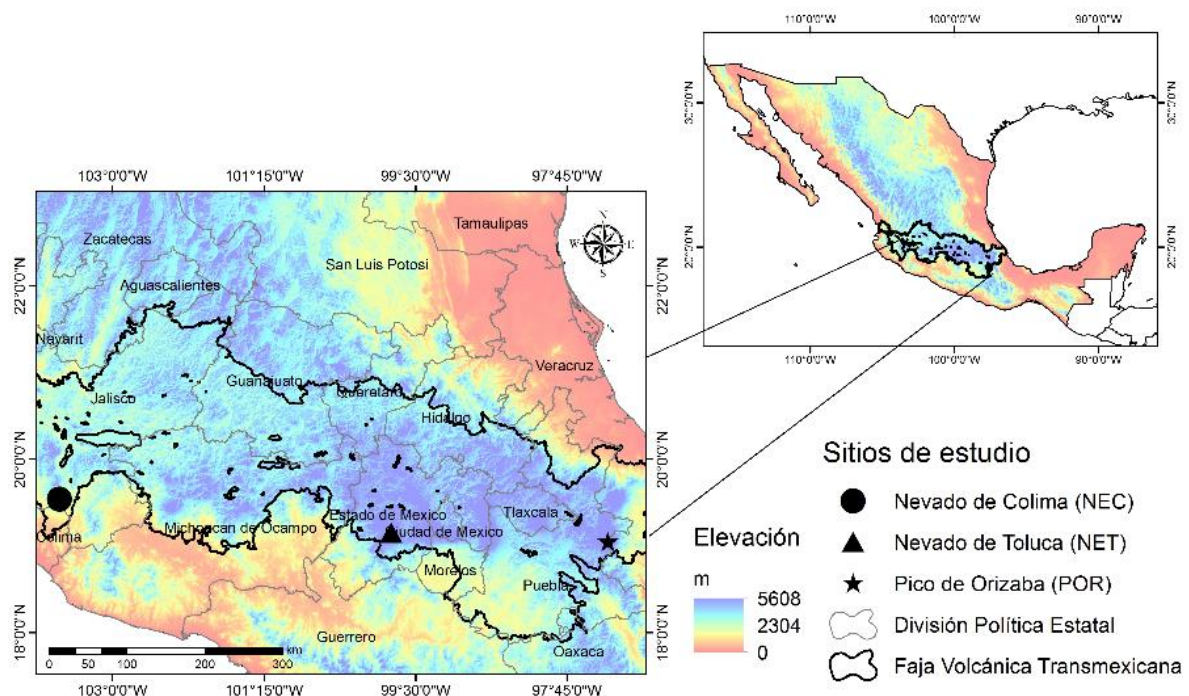 110°0'0"W 100°0'0"W 90°0'0"W
30°0'0"N 30°0'0"N
20°0'0"N 20°0'0"N
110°0'0"W 100°0'0"W 90°0'0"W
103°0'0"W 101°15'0"W 99°30'0"W 97°45'0"W
Tamaulipas
N
Zacatecas
W E
San Luis Potosi
S
22°0'0"N 22°0'0"N
Aguascalientes
Nayarit
Veracruz
Guanajuato
Queretaro
Jalisco
Hidalgo
20°0'0"N 20°0'0"N
Tlaxcala
Estado de Mexico
Michoacan de Ocampo
Ciudad de Mexico
Colima
Morelos
Puebla
18°0'0"N 18°0'0"N
Guerrero
Oaxaca
0 50 100 200 300 km
103°0'0"W 101°15'0"W 99°30'0"W 97°45'0"W
Sitios de estudio
Nevado de Colima (NEC)
Nevado de Toluca (NET)
Pico de Orizaba (POR)
División Política Estatal
Faja Volcánica Transmexicana
Elevación
m
5608
2304
0